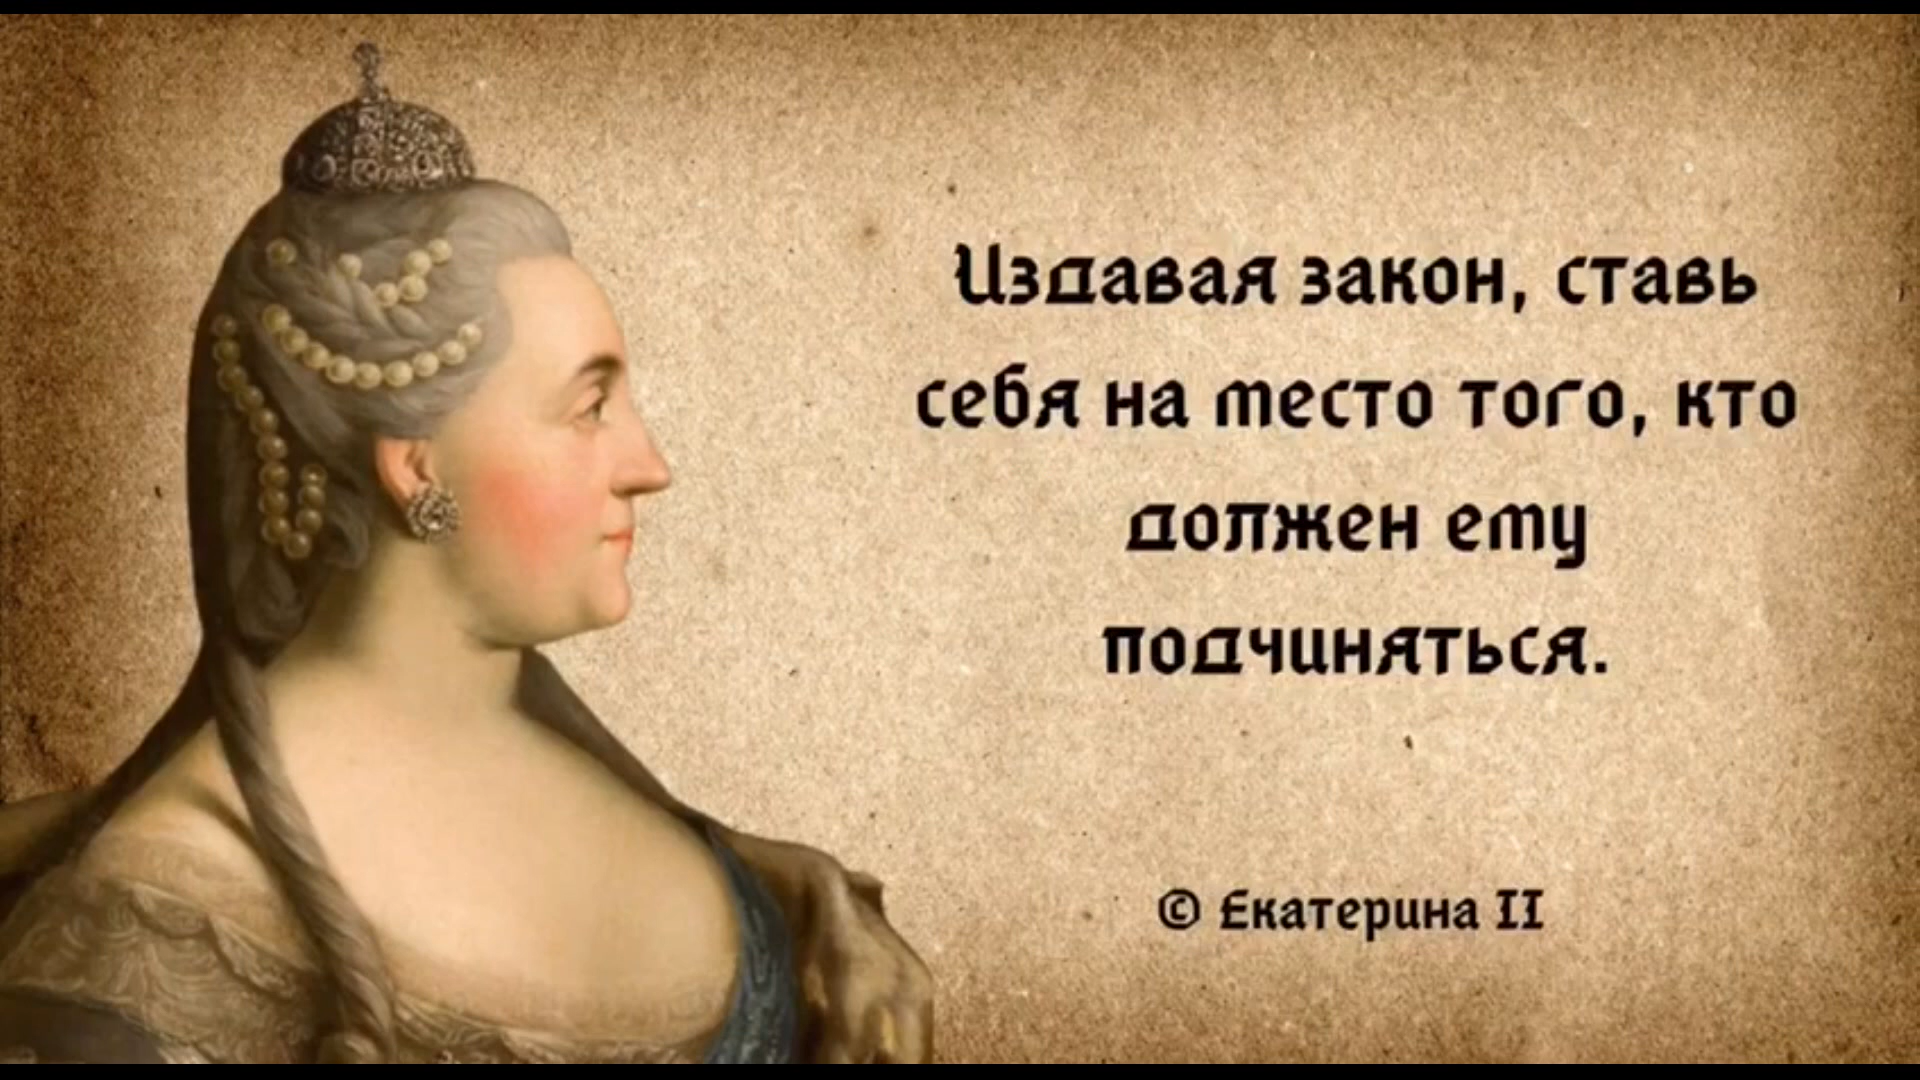 Издавая закон, ставь
себя на место того, кто
должен ему
подчиняться.
© Екатерина II